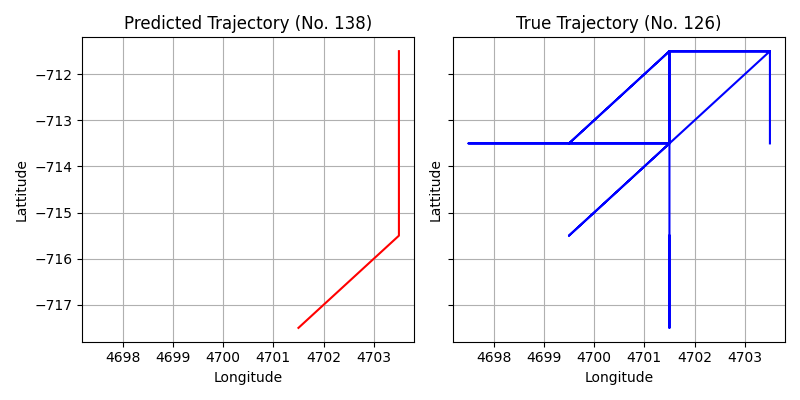 Predicted Trajectory (No. 138)
True Trajectory (No. 126)
Lattitude
−712
−713
−714
−715
−716
−717
4698 4699 4700 4701 4702 4703
Longitude
Lattitude
4698 4699 4700 4701 4702 4703
Longitude